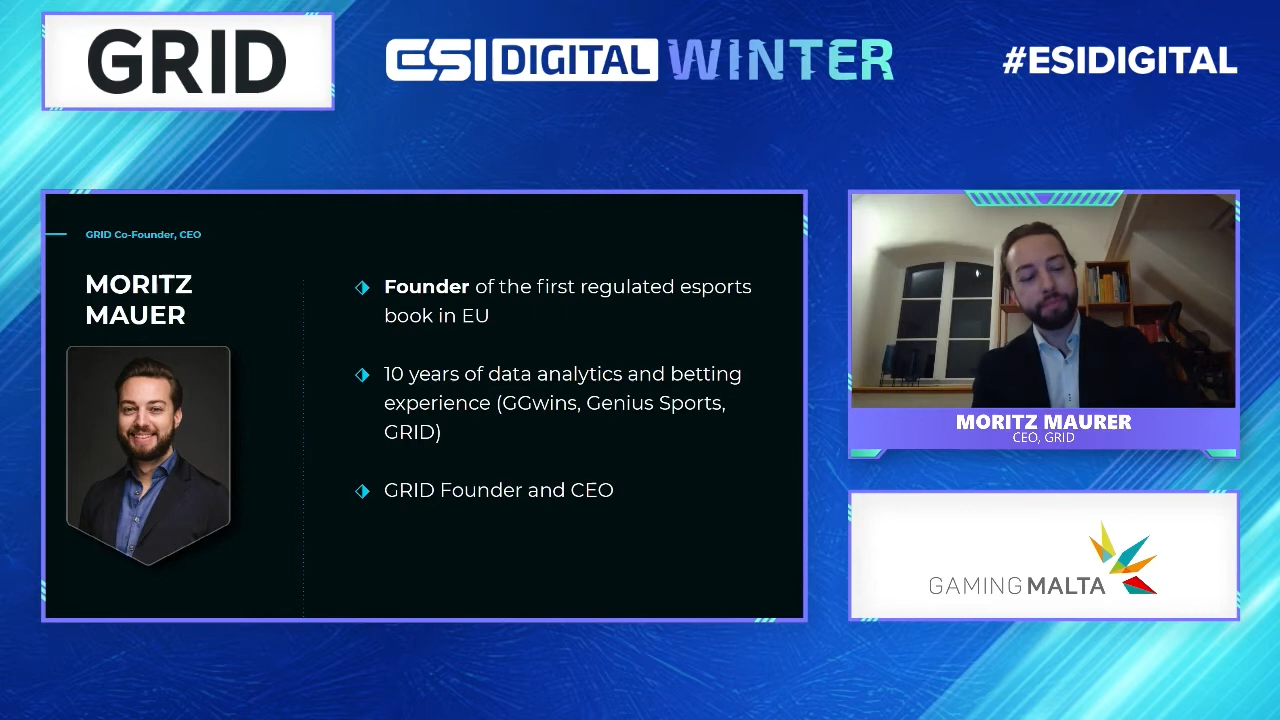 GRID
ESI DIGITAL WINTER
#ESIDIGITAL
GRID Co-Founder, CEO
MORITZ
MAUER
Founder of the first regulated esports
book in EU
10 years of data analytics and betting
experience (GGwins, Genius Sports,
GRID)
GRID Founder and CEO
MORITZ MAURER
CEO, GRID
GAMINGMALTA